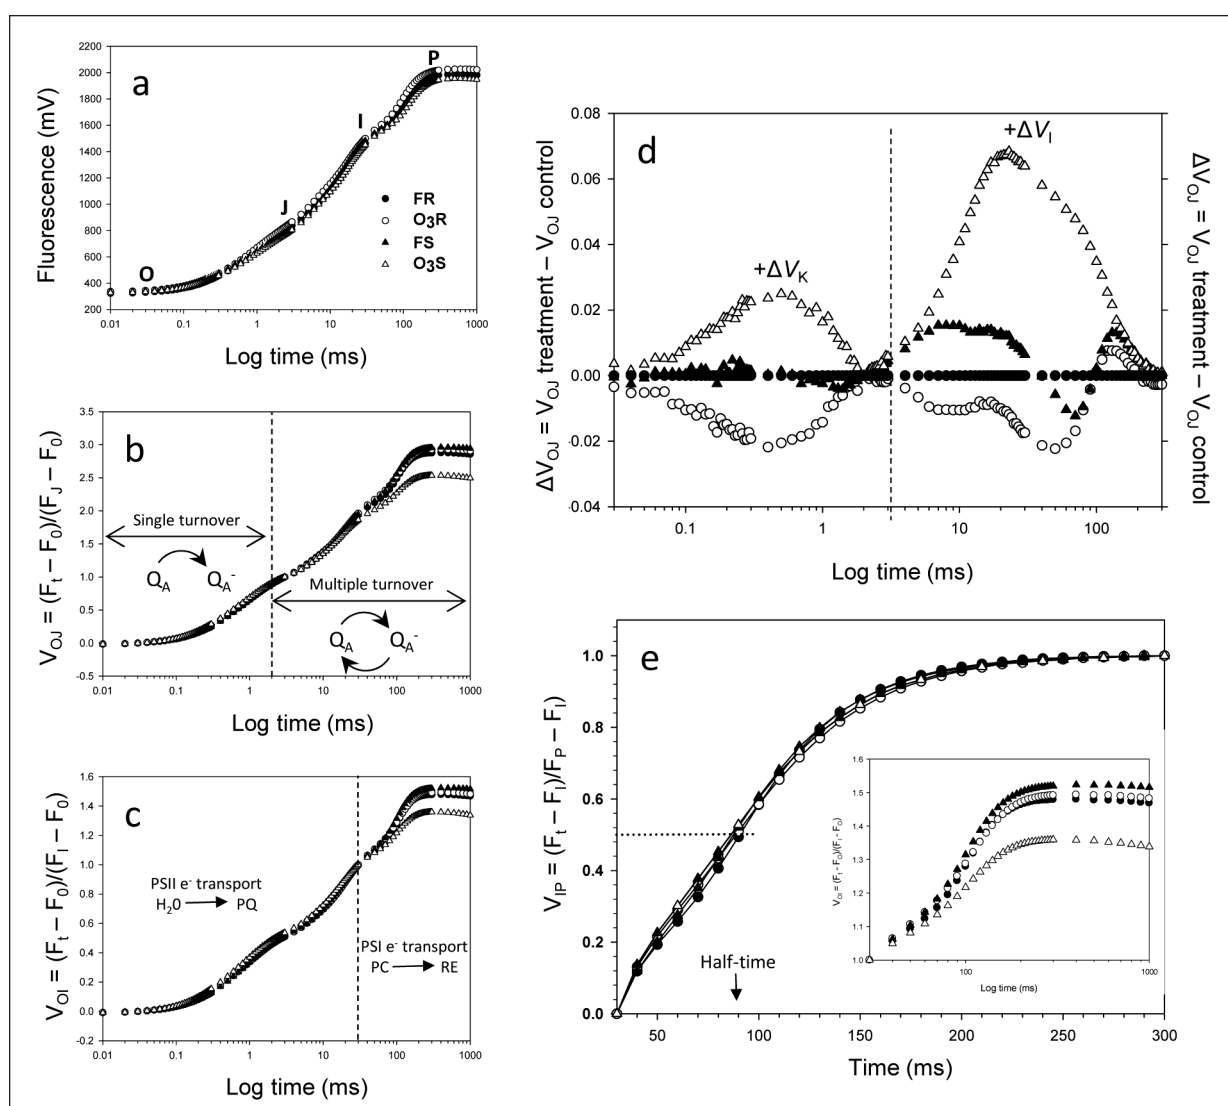 a
Fluorescence (mV)
2200
2000
1800
1600
1400
1200
1000
800
600
400
200
O
J
I
P
FR
O3R
FS
O3S
0.01 0.1 1 10 100 1000
Log time (ms)
b
VOJ = (Ft – F0)/(FJ – F0)
3.5
3.0
2.5
2.0
1.5
1.0
0.5
0.0
-0.5
Single turnover
QA QA-
Multiple turnover
QA QA-
0.01 0.1 1 10 100 1000
Log time (ms)
c
VOI = (Ft – F0)/(FI – F0)
1.6
1.4
1.2
1.0
0.8
0.6
0.4
0.2
0.0
-0.2
PSII e- transport
H20 PQ
PSI e- transport
PC RE
0.01 0.1 1 10 100 1000
Log time (ms)
d
ΔVOJ = VOJ treatment – VOJ control
0.08
0.06
0.04
0.02
0.00
-0.02
-0.04
+ΔVK
+ΔVI
ΔVOJ = VOJ treatment – VOJ control
0.1 1 10 100
Log time (ms)
e
VIP = (Ft – FI)/FP – FI)
1.0
0.8
0.6
0.4
0.2
0.0
Half-time
50 100 150 200 250 300
Time (ms)
VOI = (Ft - FO)/(FI - FO)
1.6
1.5
1.4
1.3
1.2
1.1
1.0
100 1000
Log time (ms)